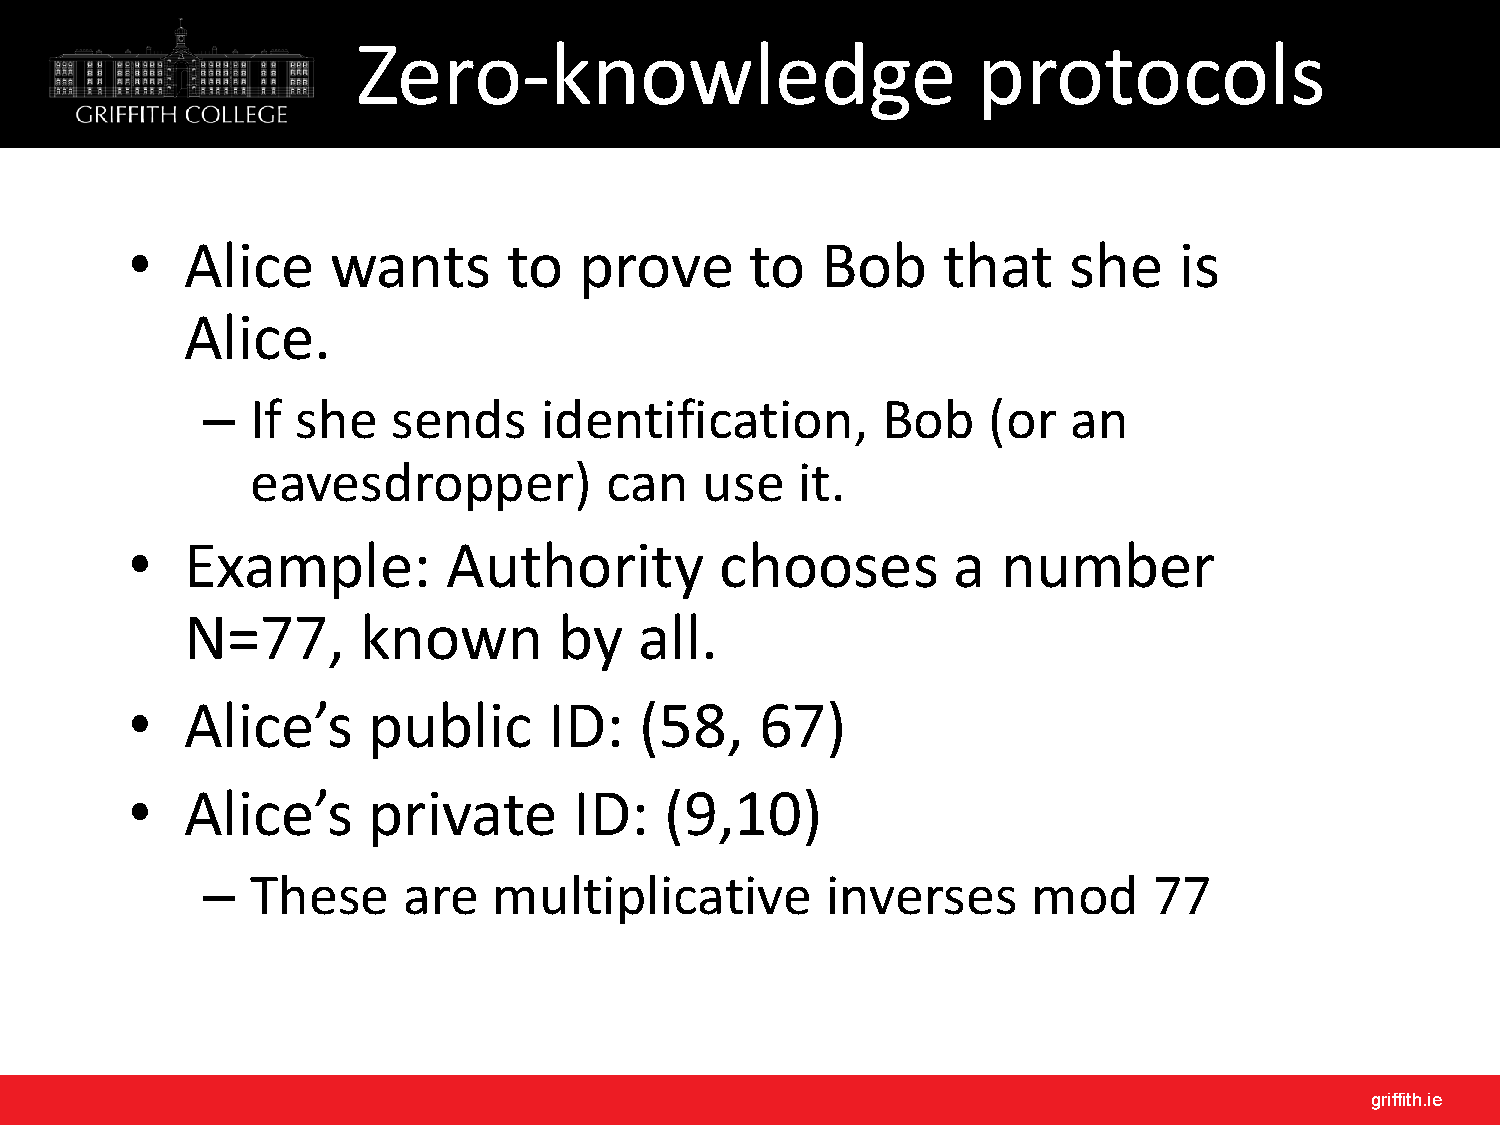 GRIFFITH COLLEGE
Zero-knowledge protocols
• Alice wants to prove to Bob that she is
Alice.
– If she sends identification, Bob (or an
eavesdropper) can use it.
• Example: Authority chooses a number
N=77, known by all.
• Alice’s public ID: (58, 67)
• Alice’s private ID: (9,10)
– These are multiplicative inverses mod 77
griffith.ie